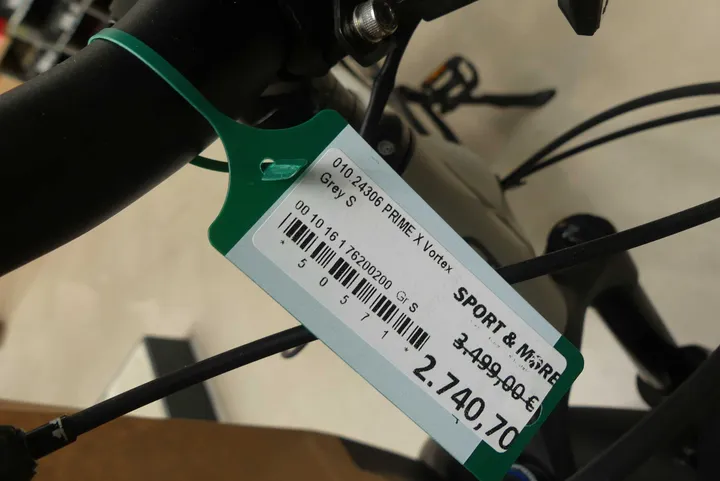 010 24306 PRIME X Vortex
Grey S
00 10 16 1 76200200 Gr S
* 5 0 5 7 1 *
SPORT & MORE
3,499,00 €
2.740,70